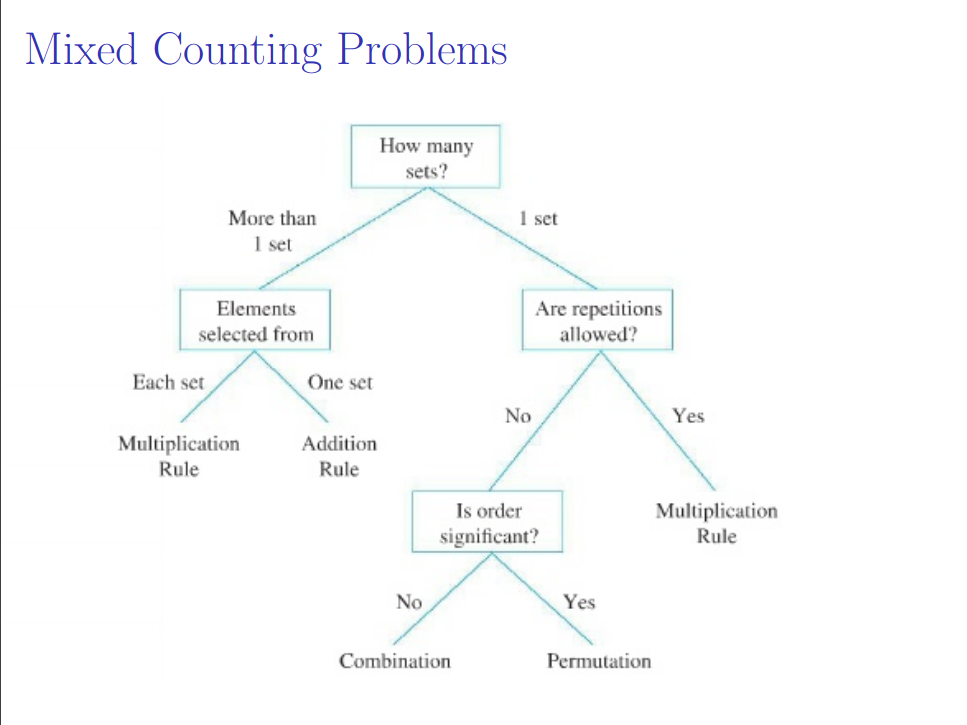 Mixed Counting Problems
How many
sets?
More than
1 set
1 set
Elements
selected from
Are repetitions
allowed?
Each set
One set
No
Yes
Multiplication
Rule
Addition
Rule
Is order
significant?
Multiplication
Rule
No
Yes
Combination
Permutation